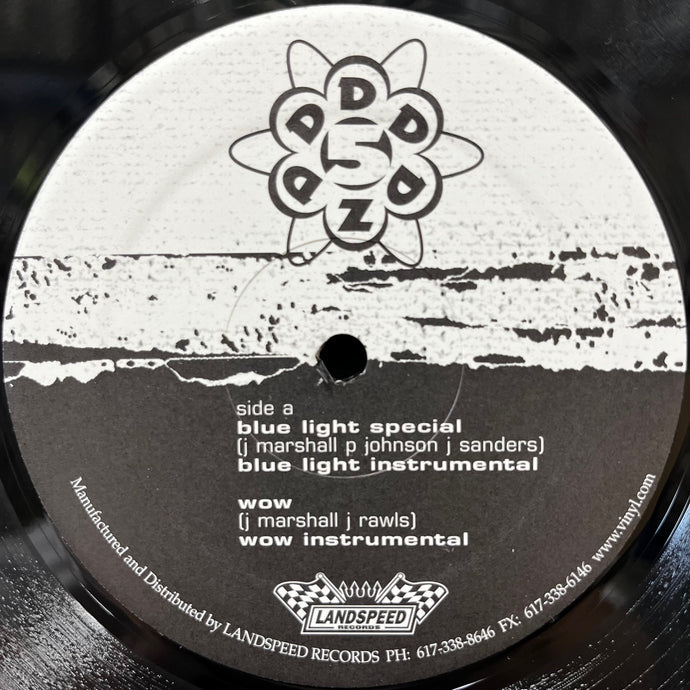 D
D D
5
D D
Z
side a
blue light special
(j marshall p johnson j sanders)
blue light instrumental
wow
(j marshall j rawls)
wow instrumental
LANDSPEED
RECORDS
Manufactured and Distributed by LANDSPEED RECORDS PH: 617-338-8646 FX: 617-338-6146 www.vinyl.com